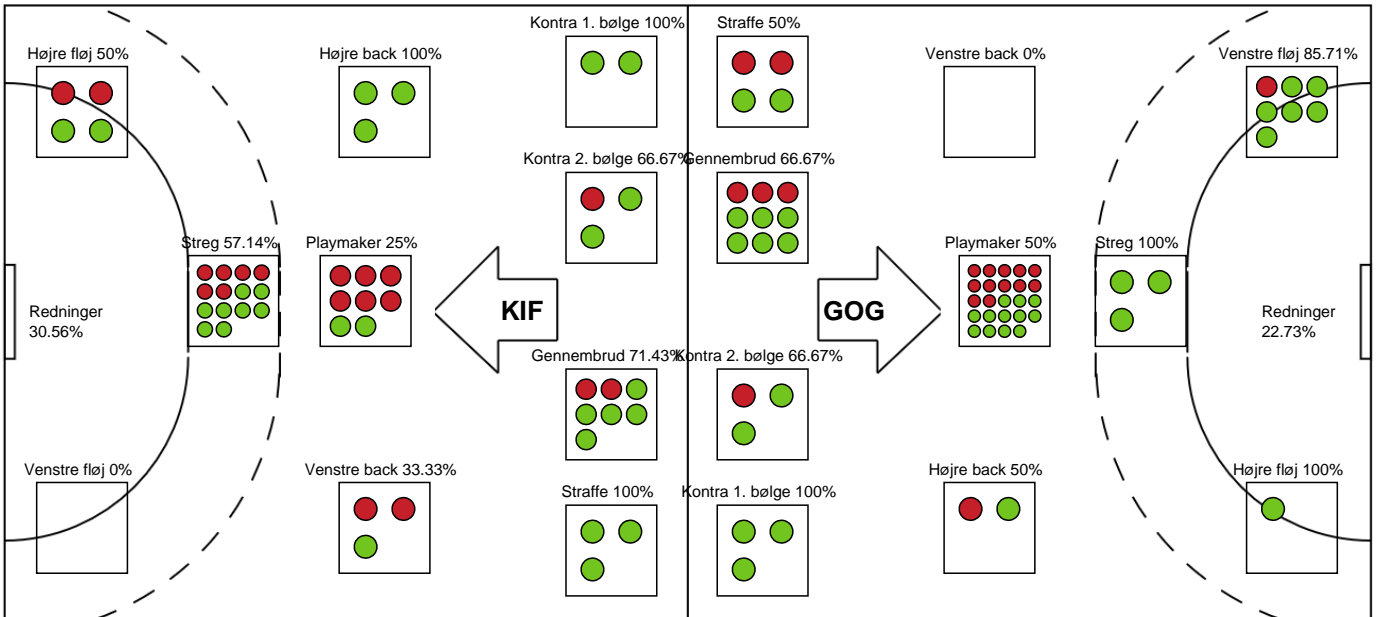 Kontra 1. bølge 100%
Straffe 50%
Højre fløj 50%
Højre back 100%
Venstre back 0%
Venstre fløj 85.71%
Kontra 2. bølge 66.67%
Gennembrud 66.67%
Streg 57.14%
Playmaker 25%
Playmaker 50%
Streg 100%
Redninger
30.56%
KIF
GOG
Redninger
22.73%
Gennembrud 71.43%
Kontra 2. bølge 66.67%
Venstre fløj 0%
Venstre back 33.33%
Straffe 100%
Kontra 1. bølge 100%
Højre back 50%
Højre fløj 100%